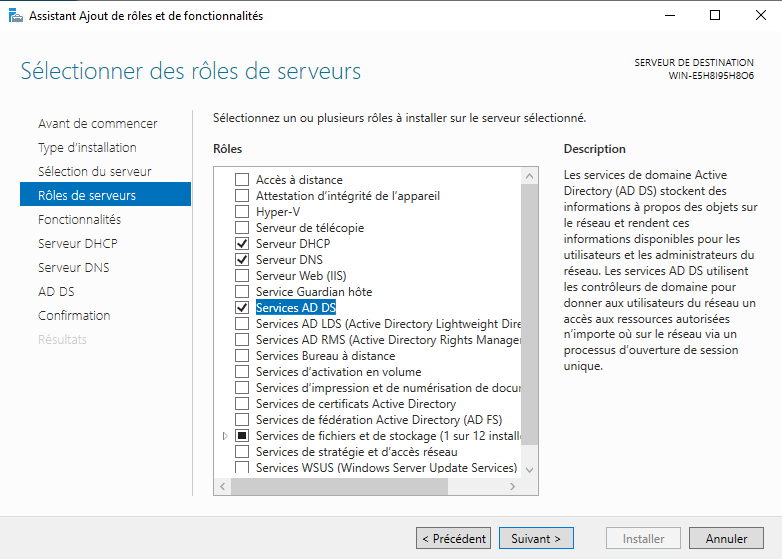 Assistant Ajout de rôles et de fonctionnalités
Sélectionner des rôles de serveurs
SERVEUR DE DESTINATION
WIN-E5H8I95H8O6
Avant de commencer
Type d'installation
Sélection du serveur
Rôles de serveurs
Fonctionnalités
Serveur DHCP
Serveur DNS
AD DS
Confirmation
Résultats
Sélectionnez un ou plusieurs rôles à installer sur le serveur sélectionné.
Rôles
Accès à distance
Attestation d'intégrité de l'appareil
Hyper-V
Serveur de télécopie
Serveur DHCP
Serveur DNS
Serveur Web (IIS)
Service Guardian hôte
Services AD DS
Services AD LDS (Active Directory Lightweight Dire
Services AD RMS (Active Directory Rights Manage
Services Bureau à distance
Services d'activation en volume
Services d'impression et de numérisation de docu
Services de certificats Active Directory
Services de fédération Active Directory (AD FS)
Services de fichiers et de stockage (1 sur 12 install
Services de stratégie et d'accès réseau
Services WSUS (Windows Server Update Services)
Description
Les services de domaine Active
Directory (AD DS) stockent des
informations à propos des objets sur
le réseau et rendent ces
informations disponibles pour les
utilisateurs et les administrateurs du
réseau. Les services AD DS utilisent
les contrôleurs de domaine pour
donner aux utilisateurs du réseau un
accès aux ressources autorisées
n'importe où sur le réseau via un
processus d'ouverture de session
unique.
< Précédent
Suivant >
Installer
Annuler